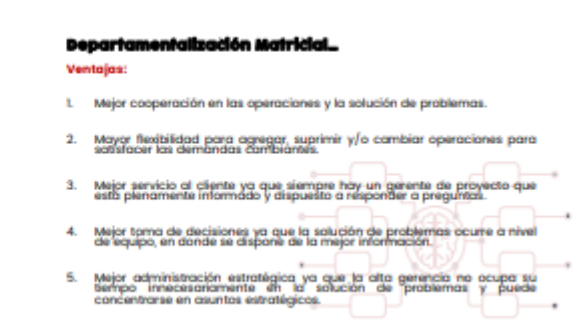 Departamentalización Matricial...
Ventajas:
1. Mejor cooperación en las operaciones y la solución de problemas.
2. Mayor flexibilidad para agregar, suprimir y/o cambiar operaciones para
satisfacer las demandas cambiantes.
3. Mejor servicio al cliente ya que siempre hay un gerente de proyecto que
está plenamente informado y dispuesto a responder a preguntas.
4. Mejor toma de decisiones ya que la solución de problemas ocurre a nivel
de equipo, en donde se dispone de la mejor información.
5. Mejor administración estratégica ya que la alta gerencia no ocupa su
tiempo innecesariamente en la solución de problemas y puede
concentrarse en asuntos estratégicos.